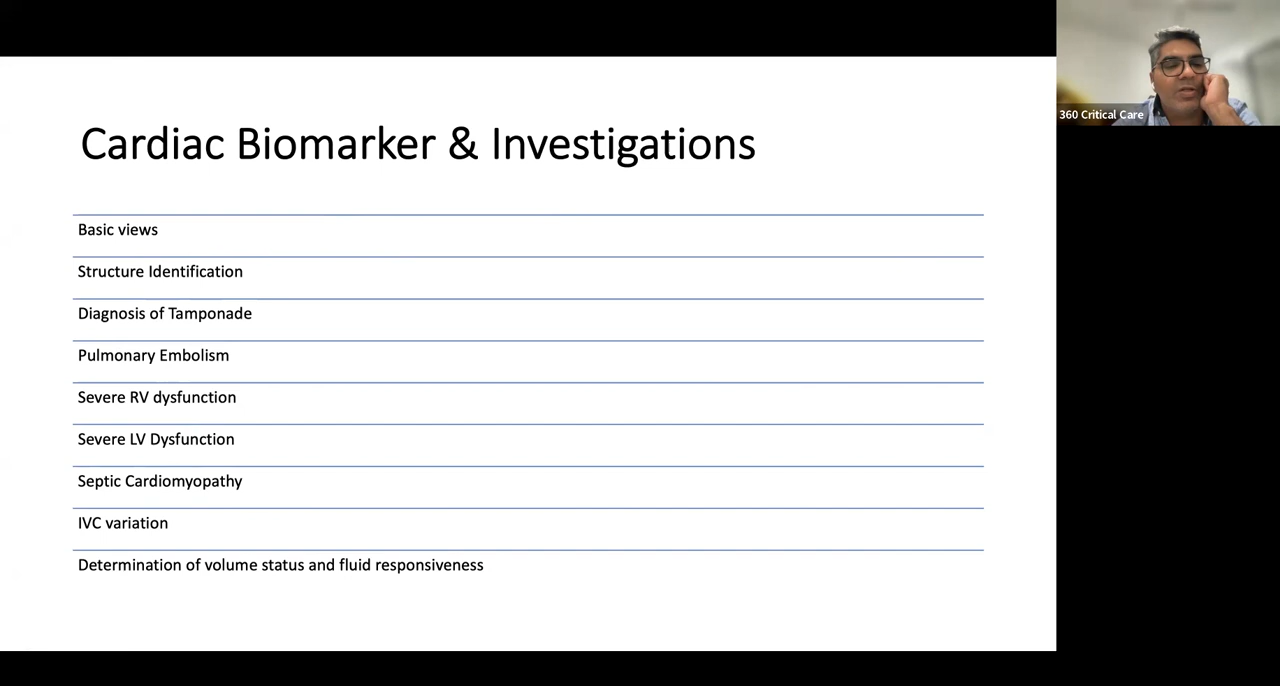 Cardiac Biomarker & Investigations
Basic views
Structure Identification
Diagnosis of Tamponade
Pulmonary Embolism
Severe RV dysfunction
Severe LV Dysfunction
Septic Cardiomyopathy
IVC variation
Determination of volume status and fluid responsiveness
360 Critical Care